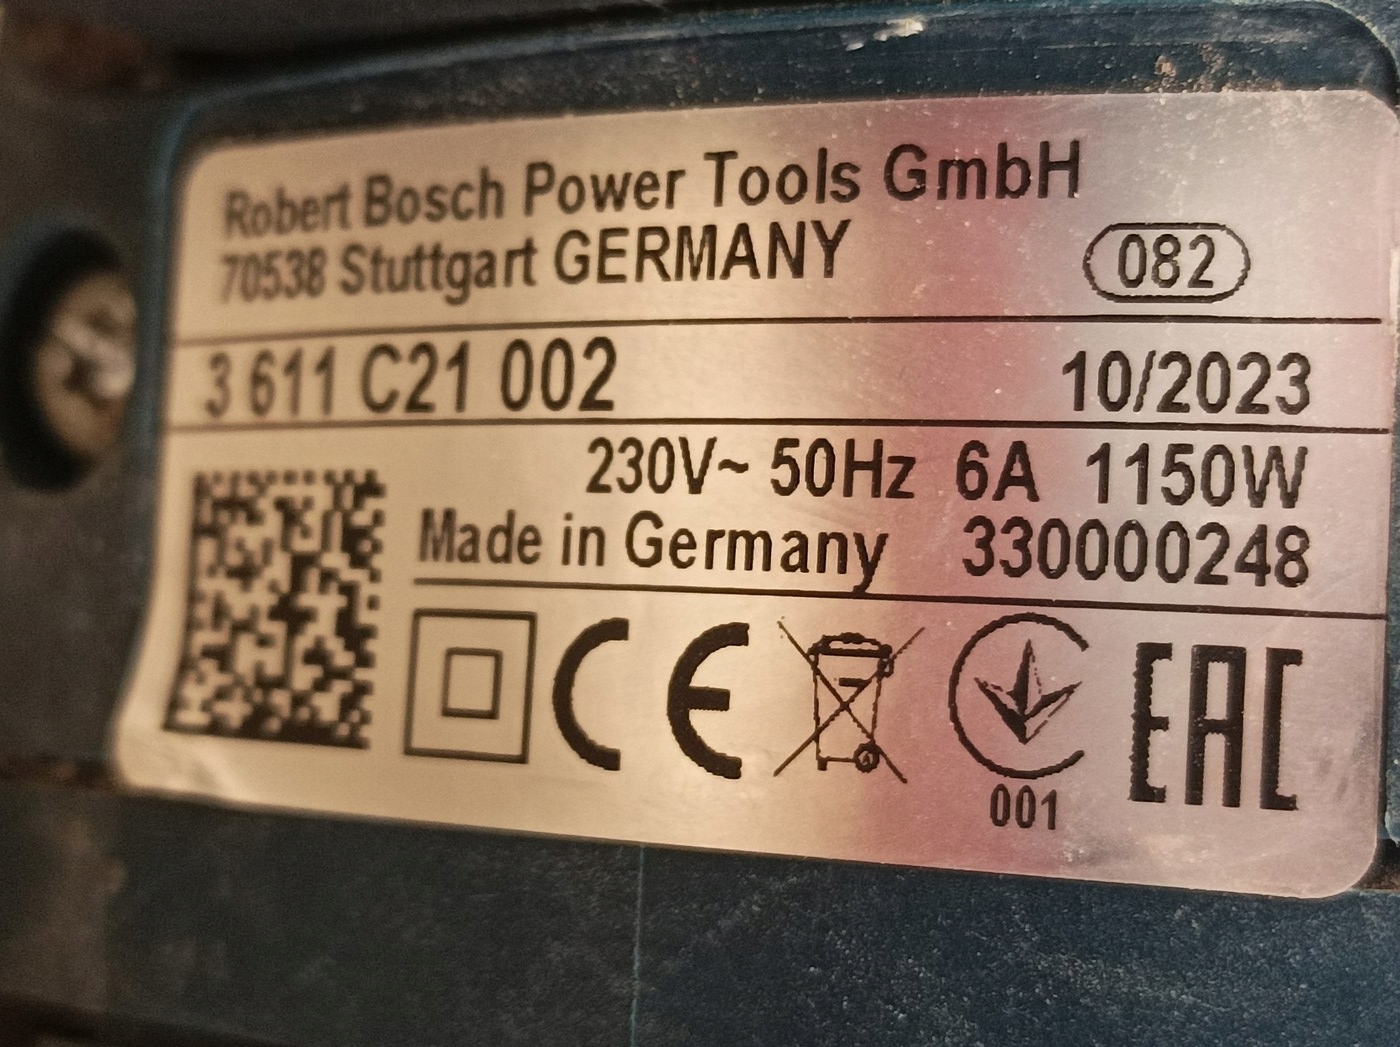 Robert Bosch Power Tools GmbH
70538 Stuttgart GERMANY
082
3 611 C21 002 10/2023
230V~ 50Hz 6A 1150W
Made in Germany 330000248
CE
001
EAC